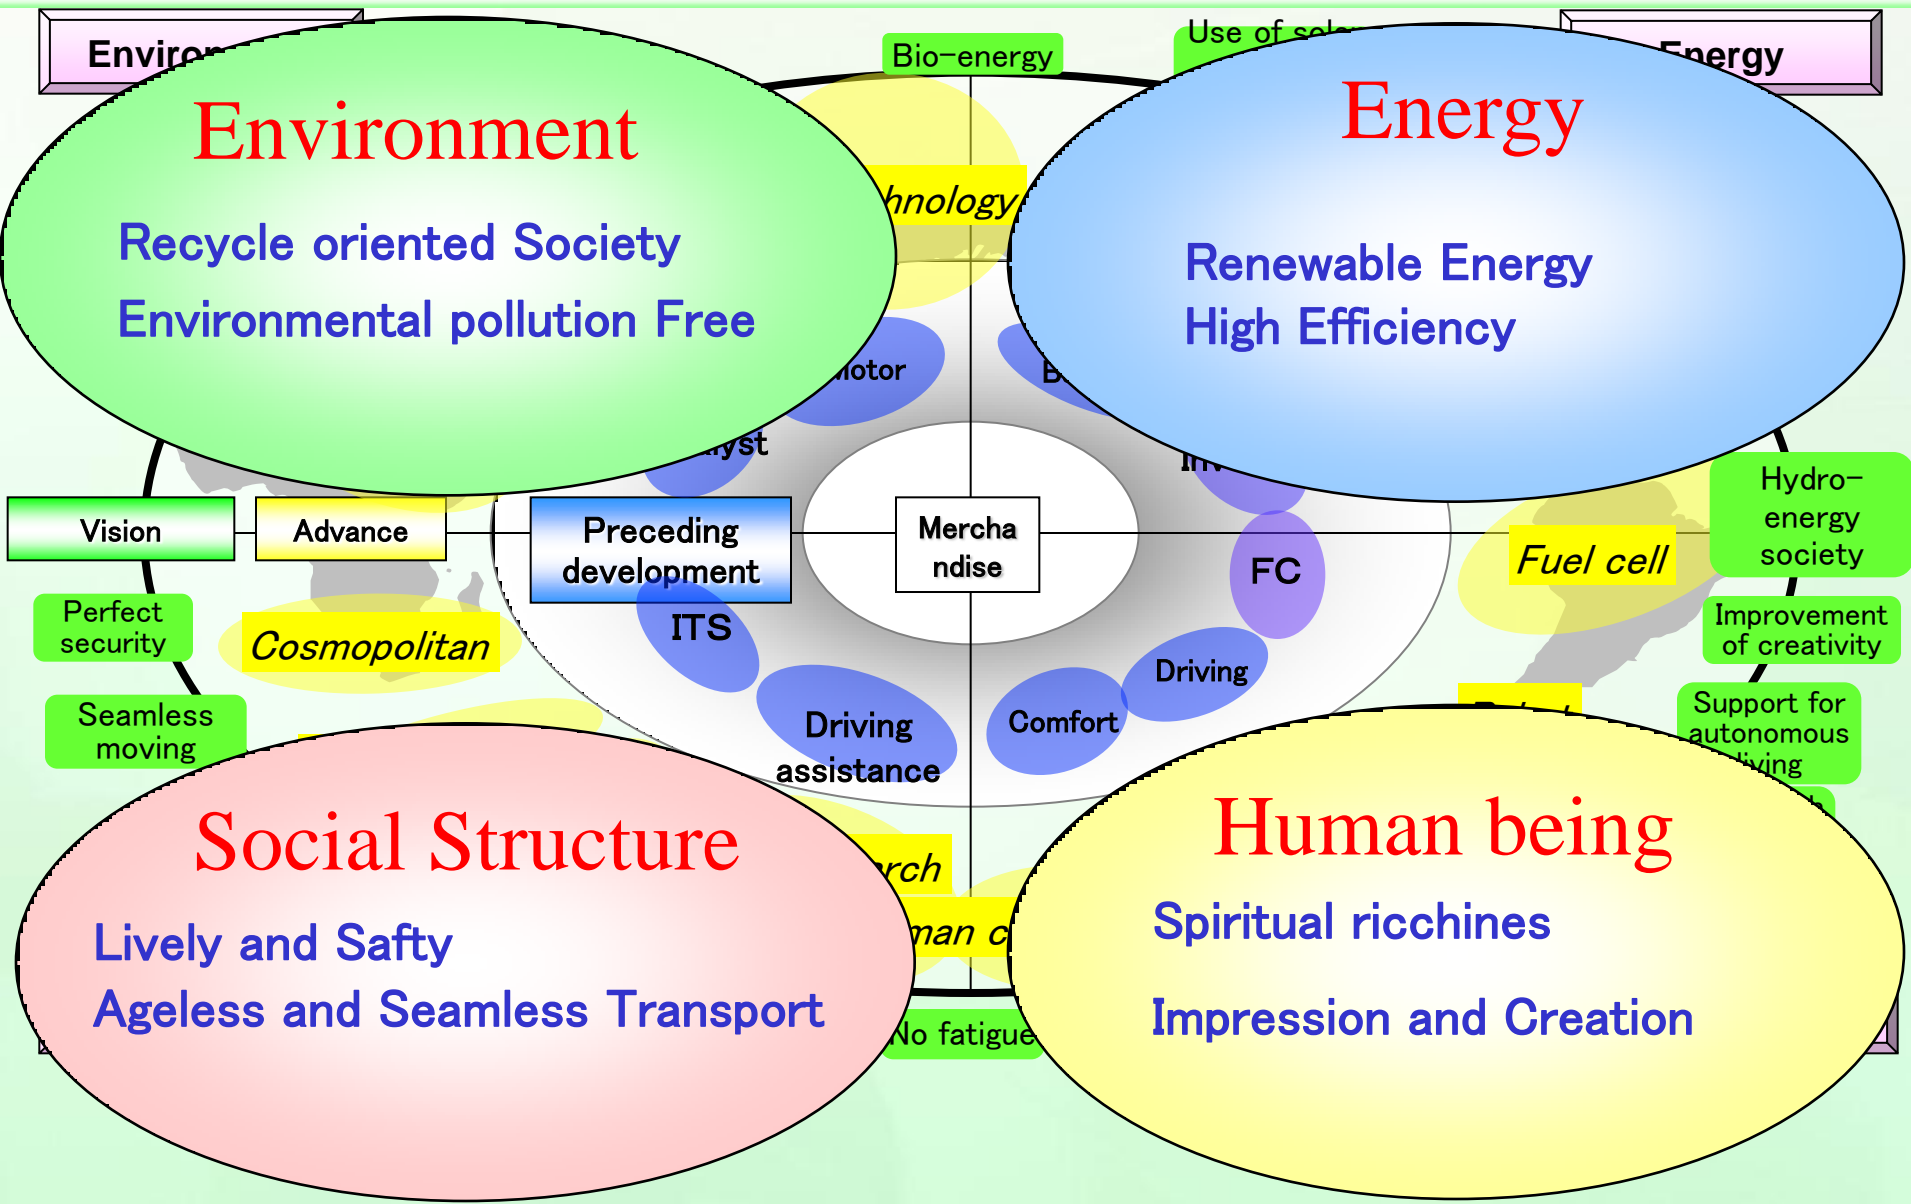 Bio-energy
Use of
Environment
Recycle oriented Society
Environmental pollution Free
Energy
Renewable Energy
High Efficiency
Vision
Advance
Preceding
development
Mercha
ndise
Hydro-
energy
society
Fuel cell
FC
ITS
Perfect
security
Cosmopolitan
Improvement
of creativity
Driving
Seamless
moving
Driving
assistance
Comfort
Support for
autonomous
living
Social Structure
Lively and Safty
Ageless and Seamless Transport
Human being
Spiritual ricchines
Impression and Creation
No fatigue